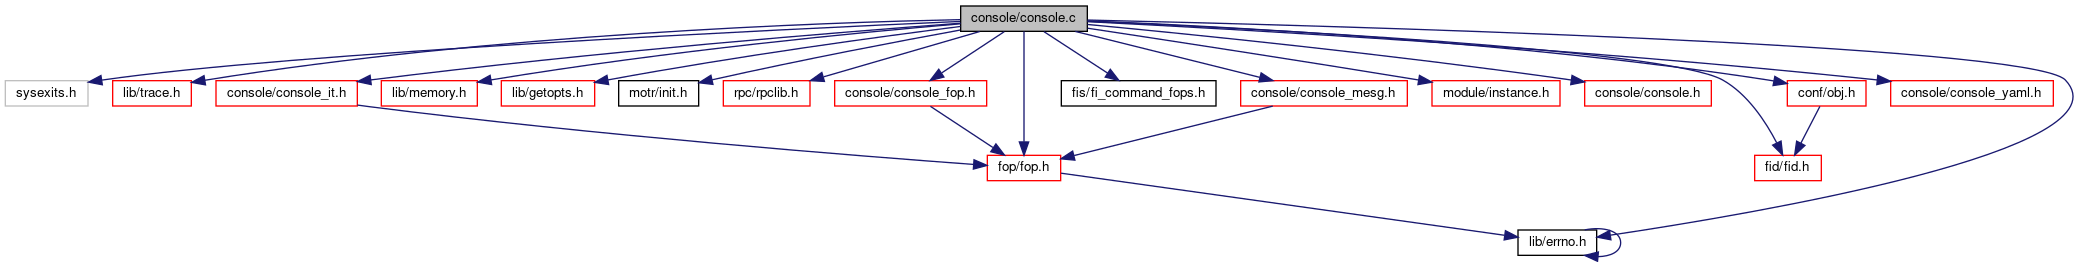 console/console.c
sysexits.h
lib/trace.h
console/console_it.h
lib/memory.h
lib/getopts.h
motr/init.h
rpc/rpclib.h
console/console_fop.h
fis/fi_command_fops.h
console/console_mesg.h
module/instance.h
console/console.h
conf/obj.h
console/console_yaml.h
fop/fop.h
fid/fid.h
lib/errno.h